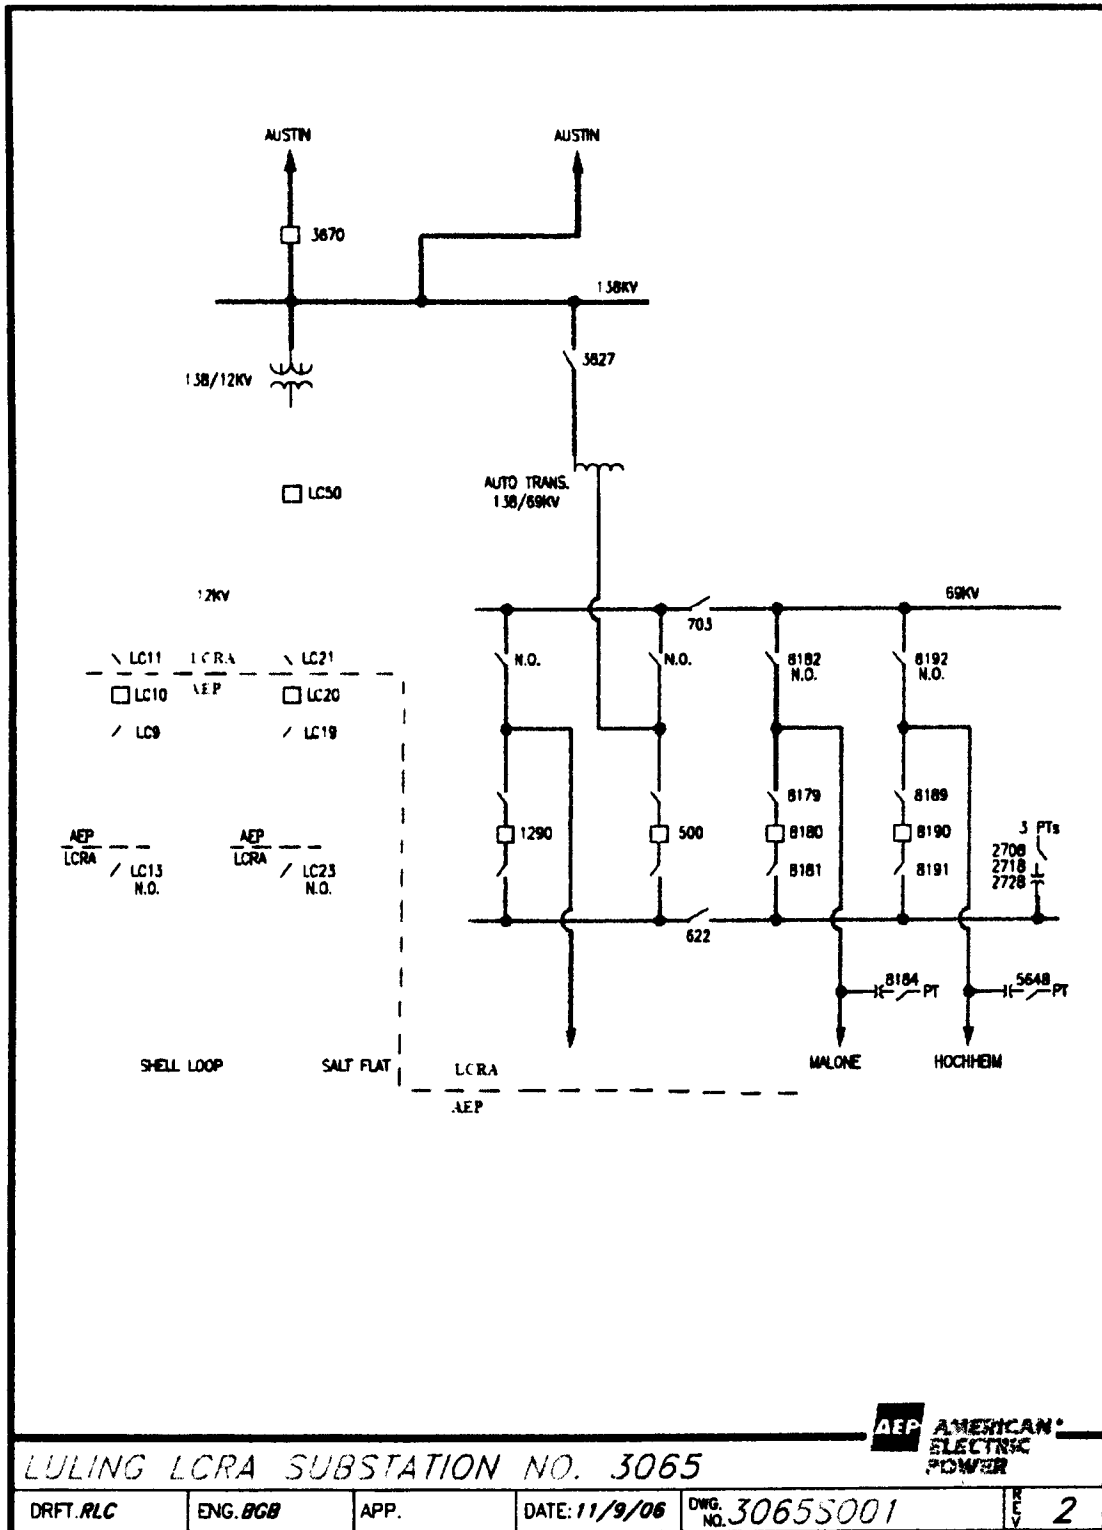 AUSTIN
AUSTIN
3670
138KV
3827
138/12KV
AUTO TRANS.
138/69KV
LC50
12KV
69KV
703
LC11
LCRA
LC21
N.O.
N.O.
8182
N.O.
8192
N.O.
AEP
LC10
LC20
LC9
LC19
8179
8189
1290
500
8180
8190
3 PTs
2708
2718
2728
AEP
LCRA
AEP
LCRA
LC13
N.O.
LC23
N.O.
8181
8191
622
8184
PT
5648
PT
SHELL LOOP
SALT FLAT
LCRA
AEP
MALONE
HOCHHEIM
AEP
AMERICAN
ELECTRIC
POWER
LULING LCRA SUBSTATION NO. 3065
DRFT. RLC
ENG. BGB
APP.
DATE: 11/9/06
DWG. NO. 3065S001
REV 2